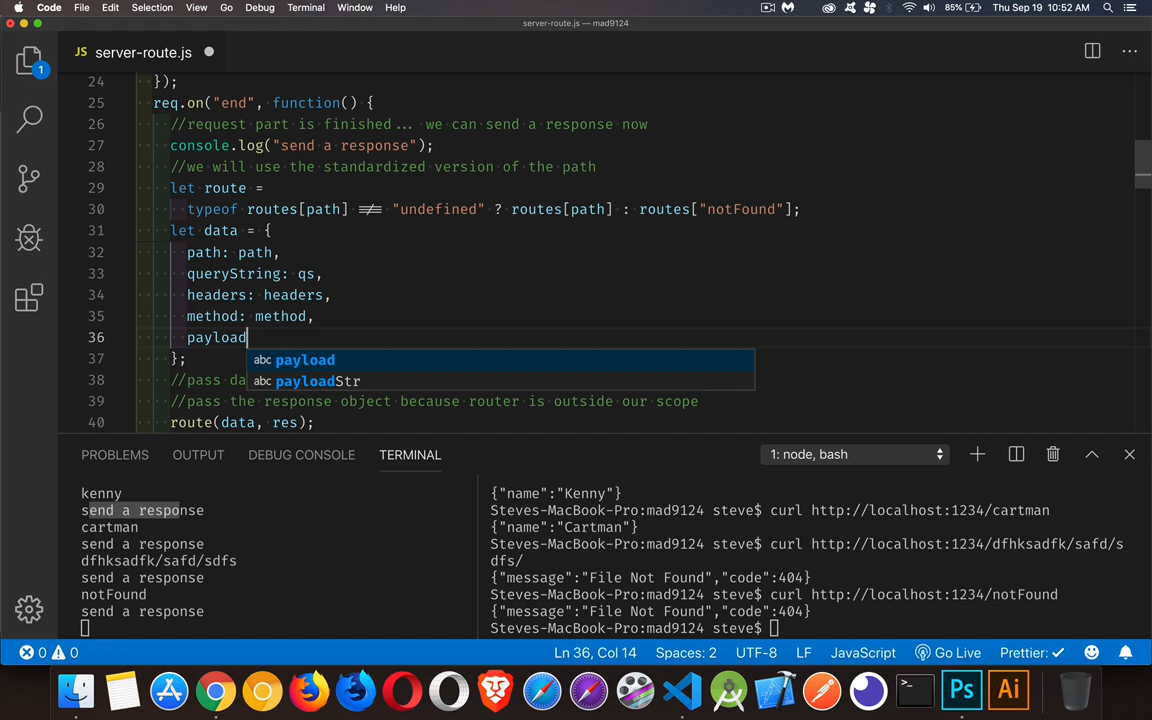 Code File Edit Selection View Go Debug Terminal Window Help 85% Thu Sep 19 10:52 AM
server-route.js — mad9124
1
JS server-route.js
24 });
25 req.on("end", function() {
26 //request part is finished... we can send a response now
27 console.log("send a response");
28 //we will use the standardized version of the path
29 let route =
30 typeof routes[path] !== "undefined" ? routes[path] : routes["notFound"];
31 let data = {
32 path: path,
33 queryString: qs,
34 headers: headers,
35 method: method,
36 payload
abc payload
37 };
abc payloadStr
38 //pass da
39 //pass the response object because router is outside our scope
40 route(data, res);
PROBLEMS OUTPUT DEBUG CONSOLE TERMINAL 1: node, bash
kenny
send a response
cartman
send a response
dfhksadfk/safd/sdfs
send a response
notFound
send a response
{"name":"Kenny"}
Steves-MacBook-Pro:mad9124 steve$ curl http://localhost:1234/cartman
{"name":"Cartman"}
Steves-MacBook-Pro:mad9124 steve$ curl http://localhost:1234/dfhksadfk/safd/s
dfs/
{"message":"File Not Found","code":404}
Steves-MacBook-Pro:mad9124 steve$ curl http://localhost:1234/notFound
{"message":"File Not Found","code":404}
Steves-MacBook-Pro:mad9124 steve$
0 0 Ln 36, Col 14 Spaces: 2 UTF-8 LF JavaScript Go Live Prettier: ✓
Ps Ai